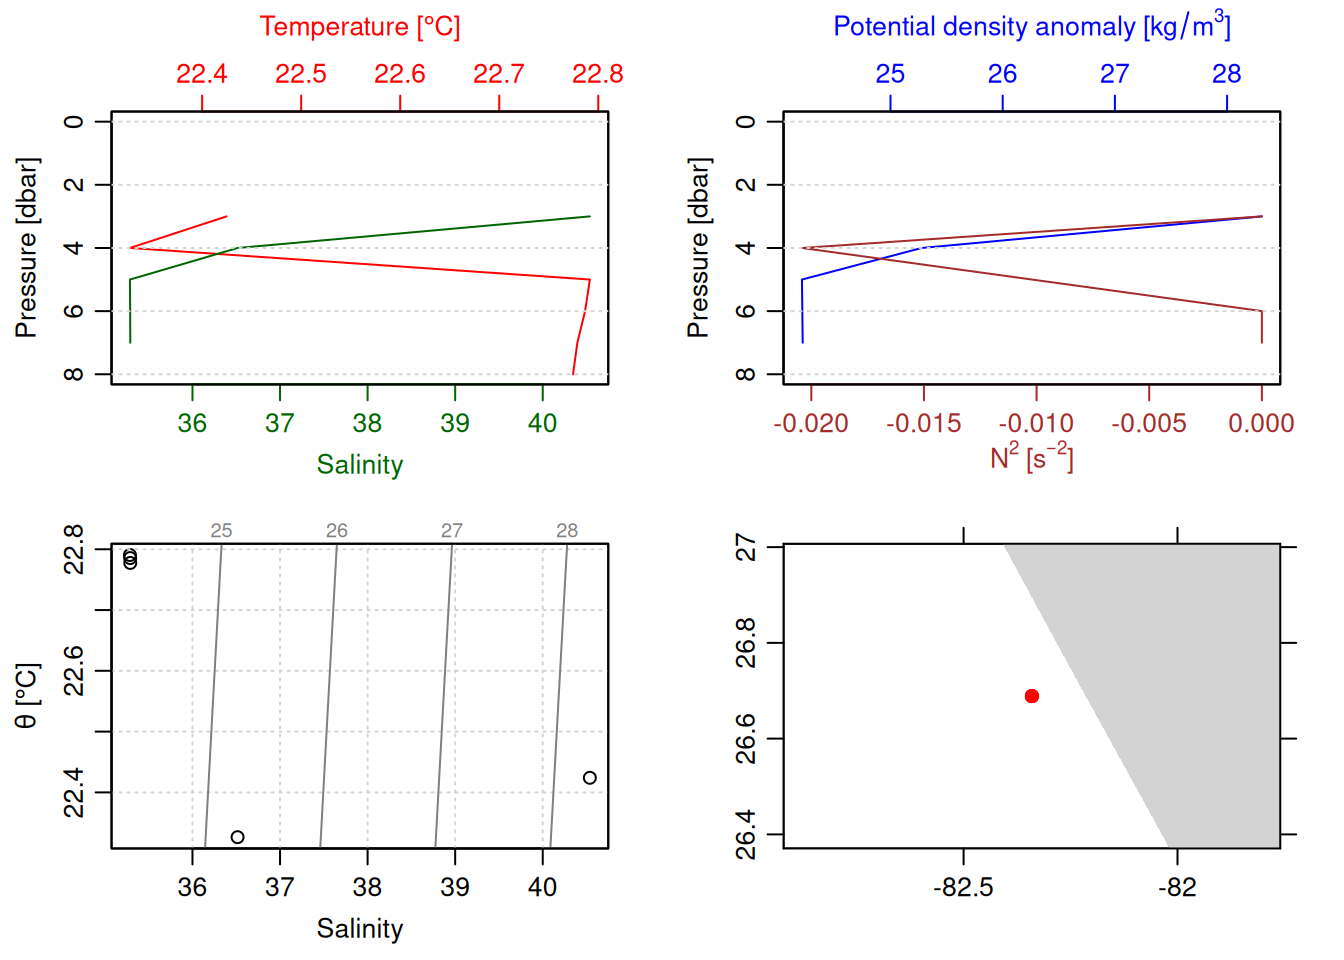 Temperature [°C]
22.4 22.5 22.6 22.7 22.8
Pressure [dbar]
0
2
4
6
8
36 37 38 39 40
Salinity
Potential density anomaly [kg/m³]
25 26 27 28
Pressure [dbar]
0
2
4
6
8
-0.020 -0.015 -0.010 -0.005 0.000
N² [s⁻²]
25 26 27 28
θ [°C]
22.8
22.6
22.4
36 37 38 39 40
Salinity
27
26.8
26.6
26.4
-82.5 -82